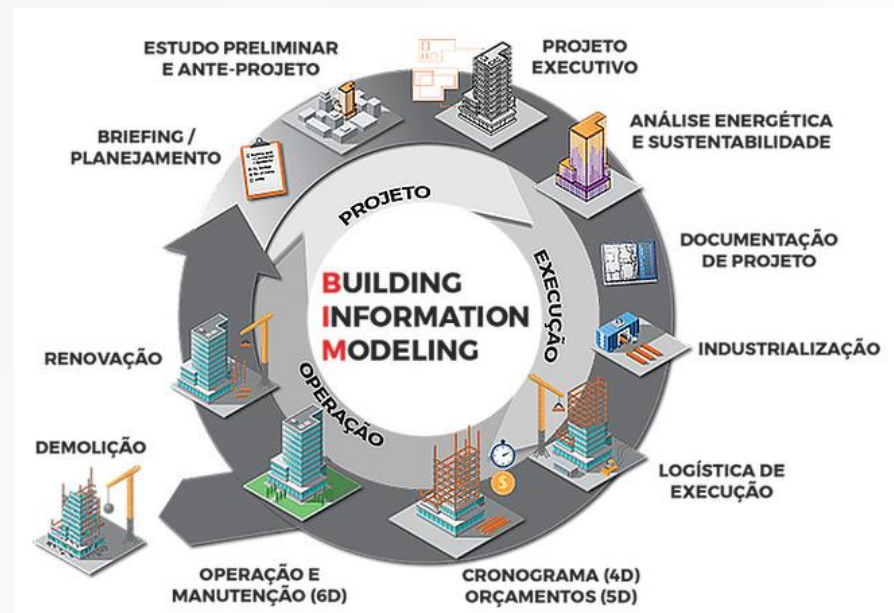 ESTUDO PRELIMINAR
E ANTE-PROJETO
PROJETO
EXECUTIVO
BRIEFING /
PLANEJAMENTO
ANÁLISE ENERGÉTICA
E SUSTENTABILIDADE
PROJETO
DOCUMENTAÇÃO
DE PROJETO
EXECUÇÃO
BUILDING
INFORMATION
MODELING
INDUSTRIALIZAÇÃO
RENOVAÇÃO
OPERAÇÃO
DEMOLIÇÃO
LOGÍSTICA DE
EXECUÇÃO
$
OPERAÇÃO E
MANUTENÇÃO (6D)
CRONOGRAMA (4D)
ORÇAMENTOS (5D)